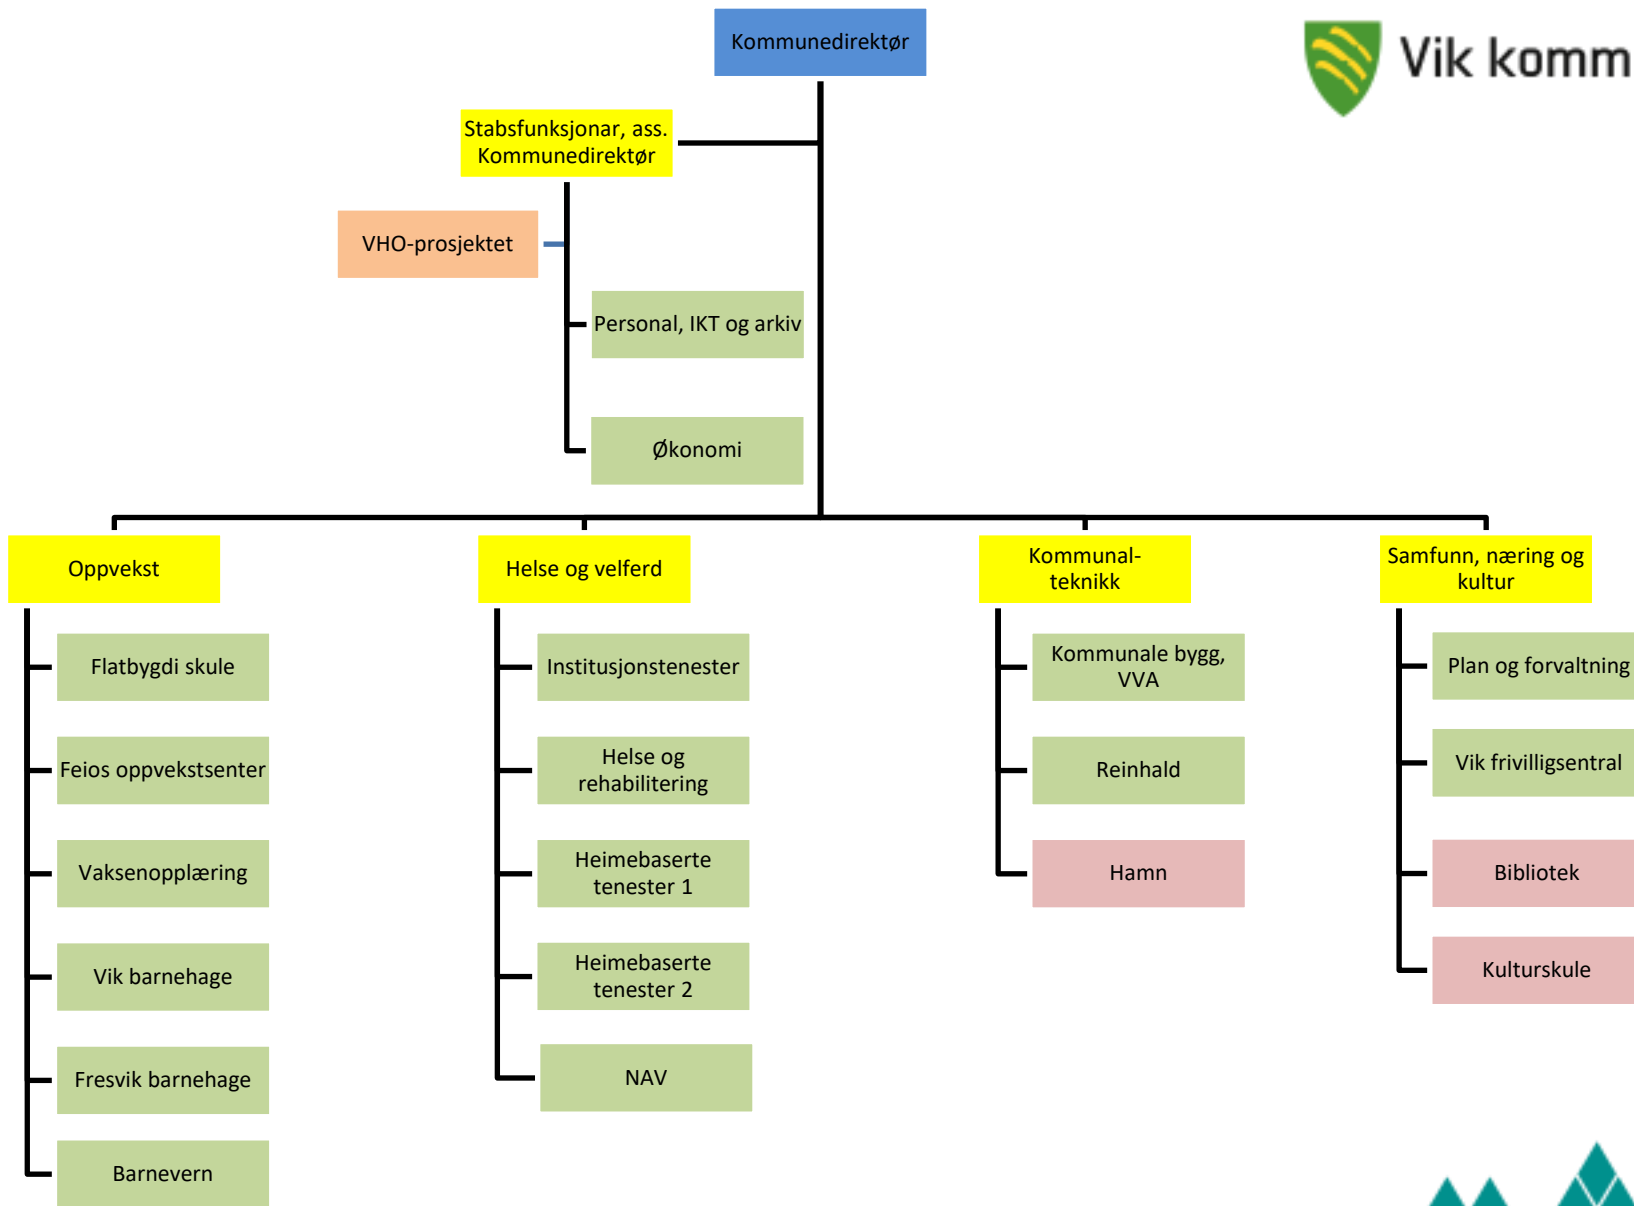 Kommunedirektør
Vik komm
Stabsfunksjonar, ass.
Kommunedirektør
VHO-prosjektet
Personal, IKT og arkiv
Økonomi
Oppvekst
Flatbygdi skule
Feios oppvekstsenter
Vaksenopplæring
Vik barnehage
Fresvik barnehage
Barnevern
Helse og velferd
Institusjonstenester
Helse og
rehabilitering
Heimebaserte
tenester 1
Heimebaserte
tenester 2
NAV
Kommunal-
teknikk
Kommunale bygg,
VVA
Reinhald
Hamn
Samfunn, næring og
kultur
Plan og forvaltning
Vik frivilligsentral
Bibliotek
Kulturskule